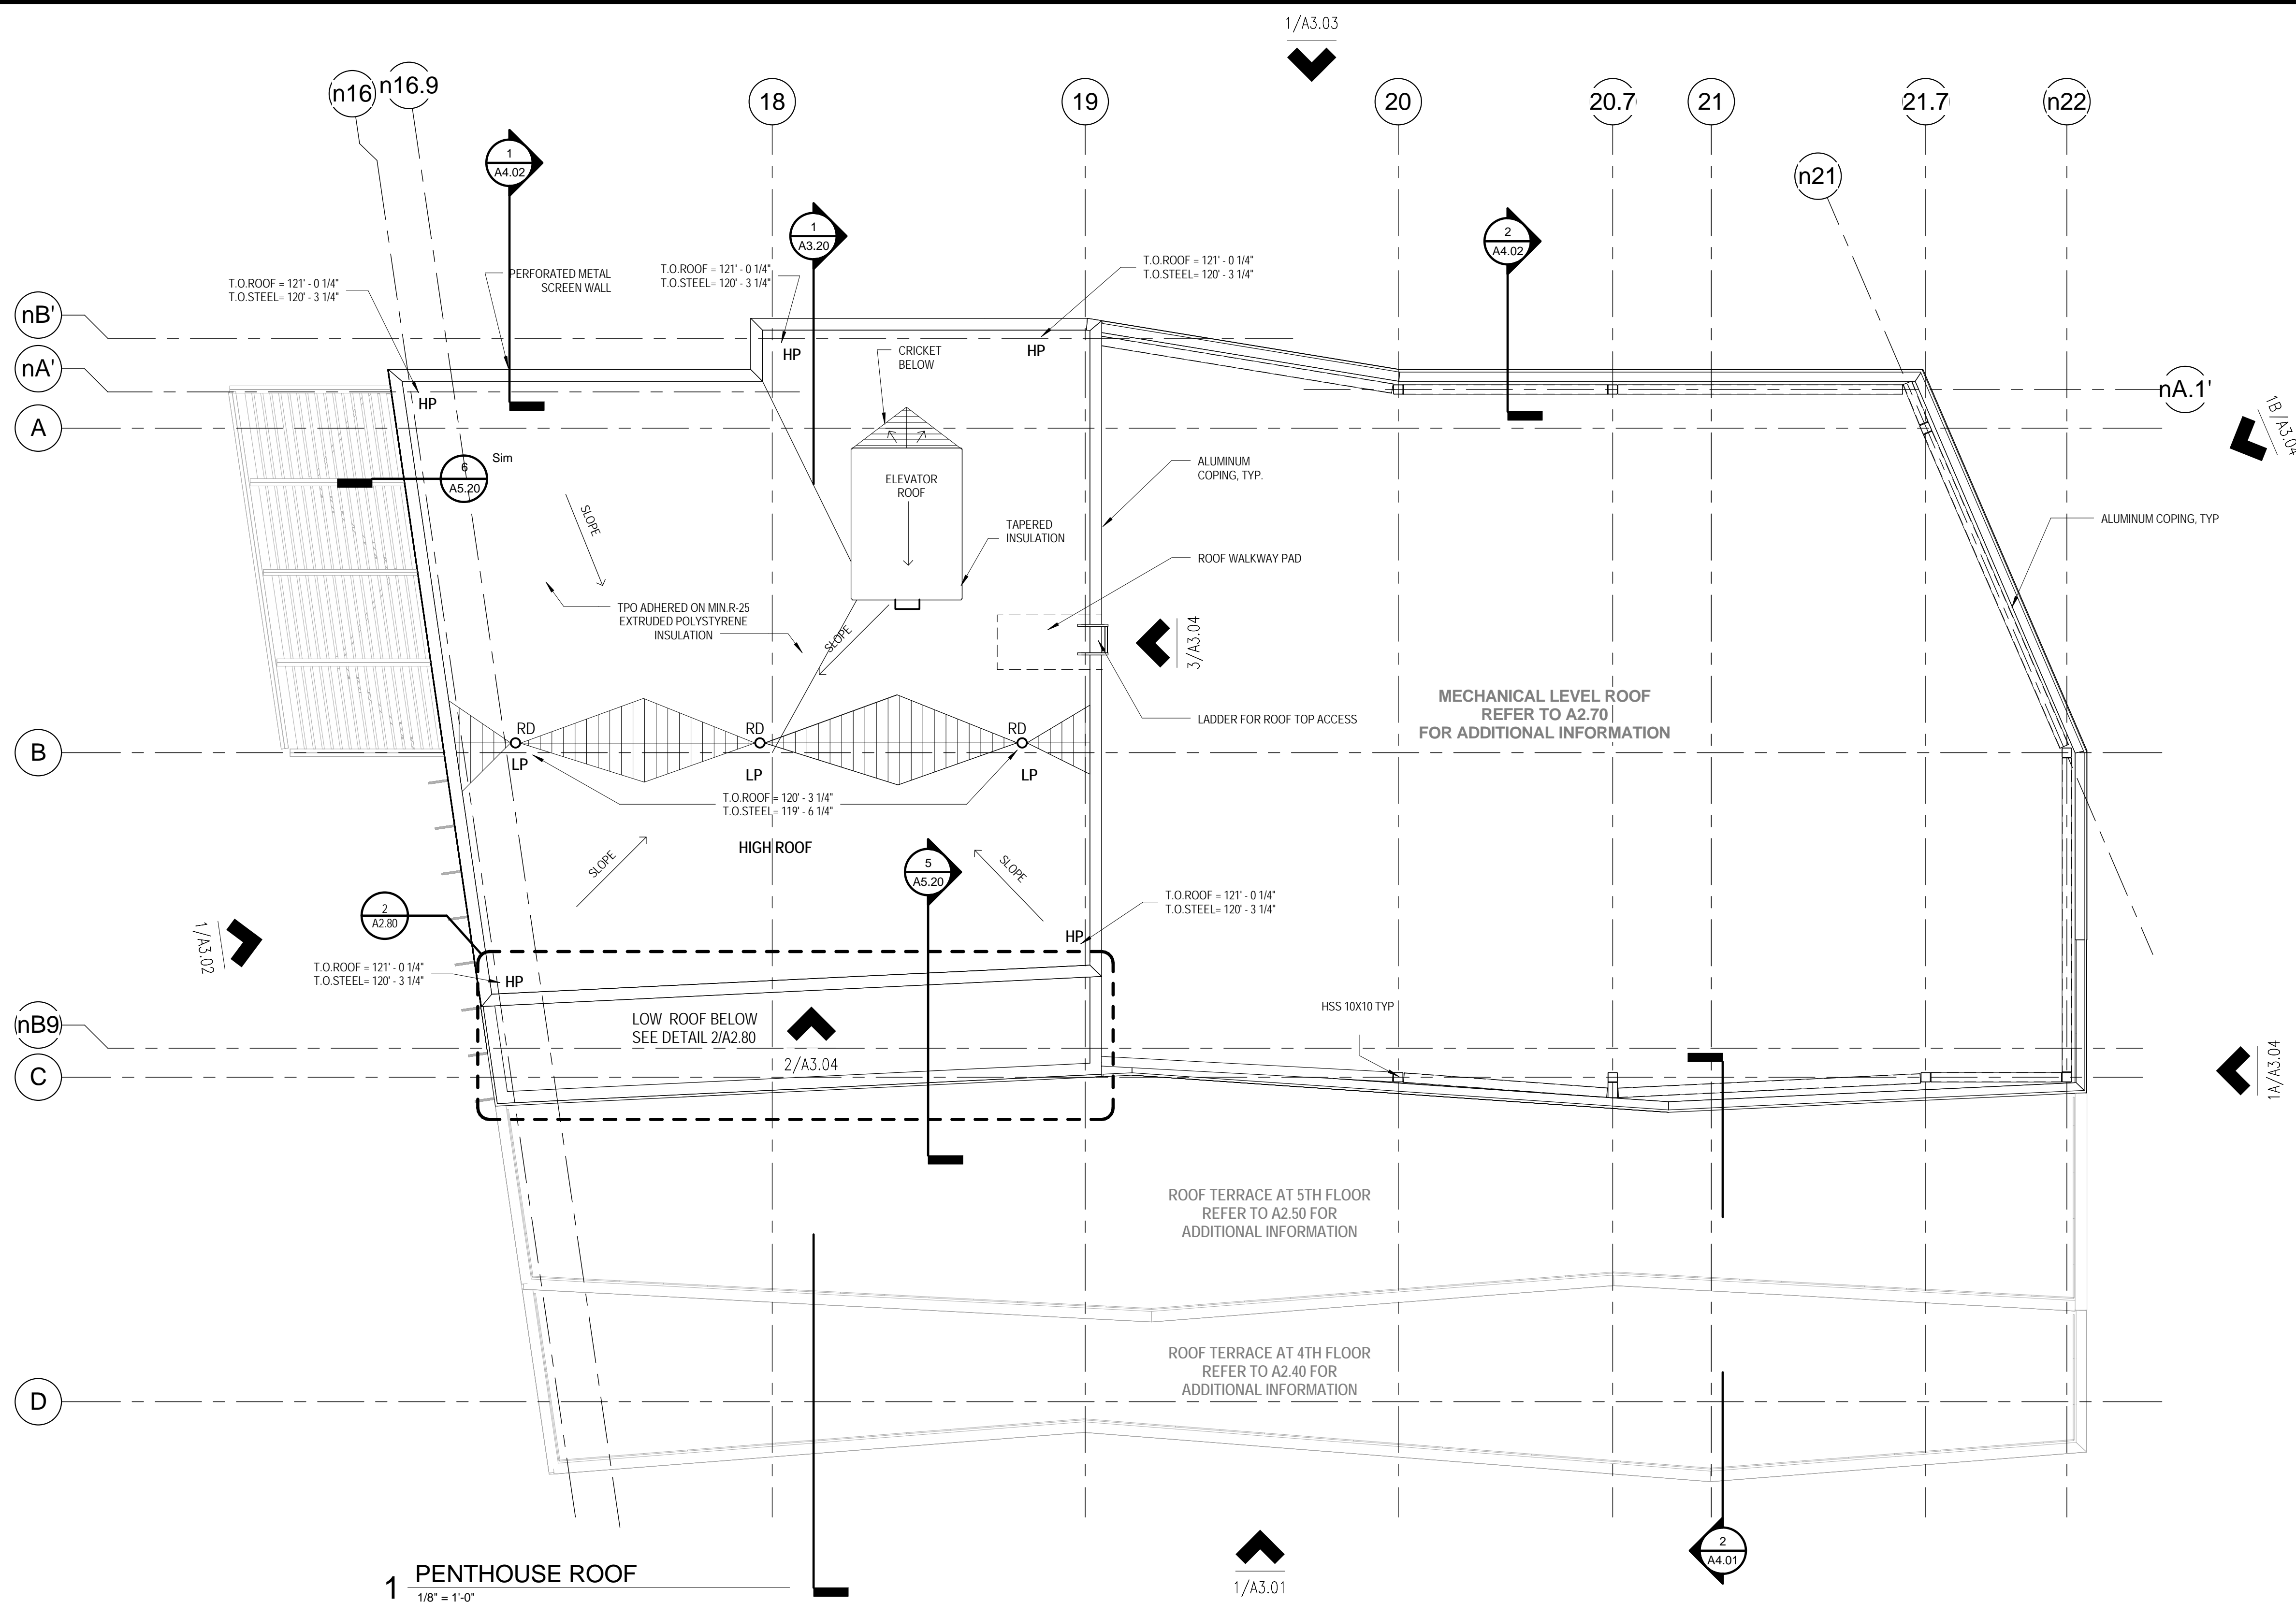 1/A3.03
n16
n16.9
18
19
20
20.7
21
21.7
n22
n21
1
A4.02
1
A3.20
2
A4.02
T.O.ROOF = 121' - 0 1/4"
T.O.STEEL= 120' - 3 1/4"
PERFORATED METAL
SCREEN WALL
T.O.ROOF = 121' - 0 1/4"
T.O.STEEL= 120' - 3 1/4"
T.O.ROOF = 121' - 0 1/4"
T.O.STEEL= 120' - 3 1/4"
nB'
nA'
A
HP
HP
HP
CRICKET
BELOW
nA.1'
1B/A3.04
6
A5.20
Sim
ELEVATOR
ROOF
ALUMINUM
COPING, TYP.
SLOPE
TAPERED
INSULATION
ALUMINUM COPING, TYP
ROOF WALKWAY PAD
TPO ADHERED ON MIN.R-25
EXTRUDED POLYSTYRENE
INSULATION
SLOPE
3/A3.04
MECHANICAL LEVEL ROOF
REFER TO A2.70
FOR ADDITIONAL INFORMATION
LADDER FOR ROOF TOP ACCESS
B
RD
RD
RD
LP
LP
LP
T.O.ROOF = 120' - 3 1/4"
T.O.STEEL= 119' - 6 1/4"
HIGH ROOF
SLOPE
5
A5.20
SLOPE
2
A2.80
1/A3.02
T.O.ROOF = 121' - 0 1/4"
T.O.STEEL= 120' - 3 1/4"
HP
T.O.ROOF = 121' - 0 1/4"
T.O.STEEL= 120' - 3 1/4"
HP
HSS 10X10 TYP
nB9
LOW ROOF BELOW
SEE DETAIL 2/A2.80
2/A3.04
C
1A/A3.04
ROOF TERRACE AT 5TH FLOOR
REFER TO A2.50 FOR
ADDITIONAL INFORMATION
ROOF TERRACE AT 4TH FLOOR
REFER TO A2.40 FOR
ADDITIONAL INFORMATION
D
2
A4.01
1 PENTHOUSE ROOF
1/8" = 1'-0"
1/A3.01